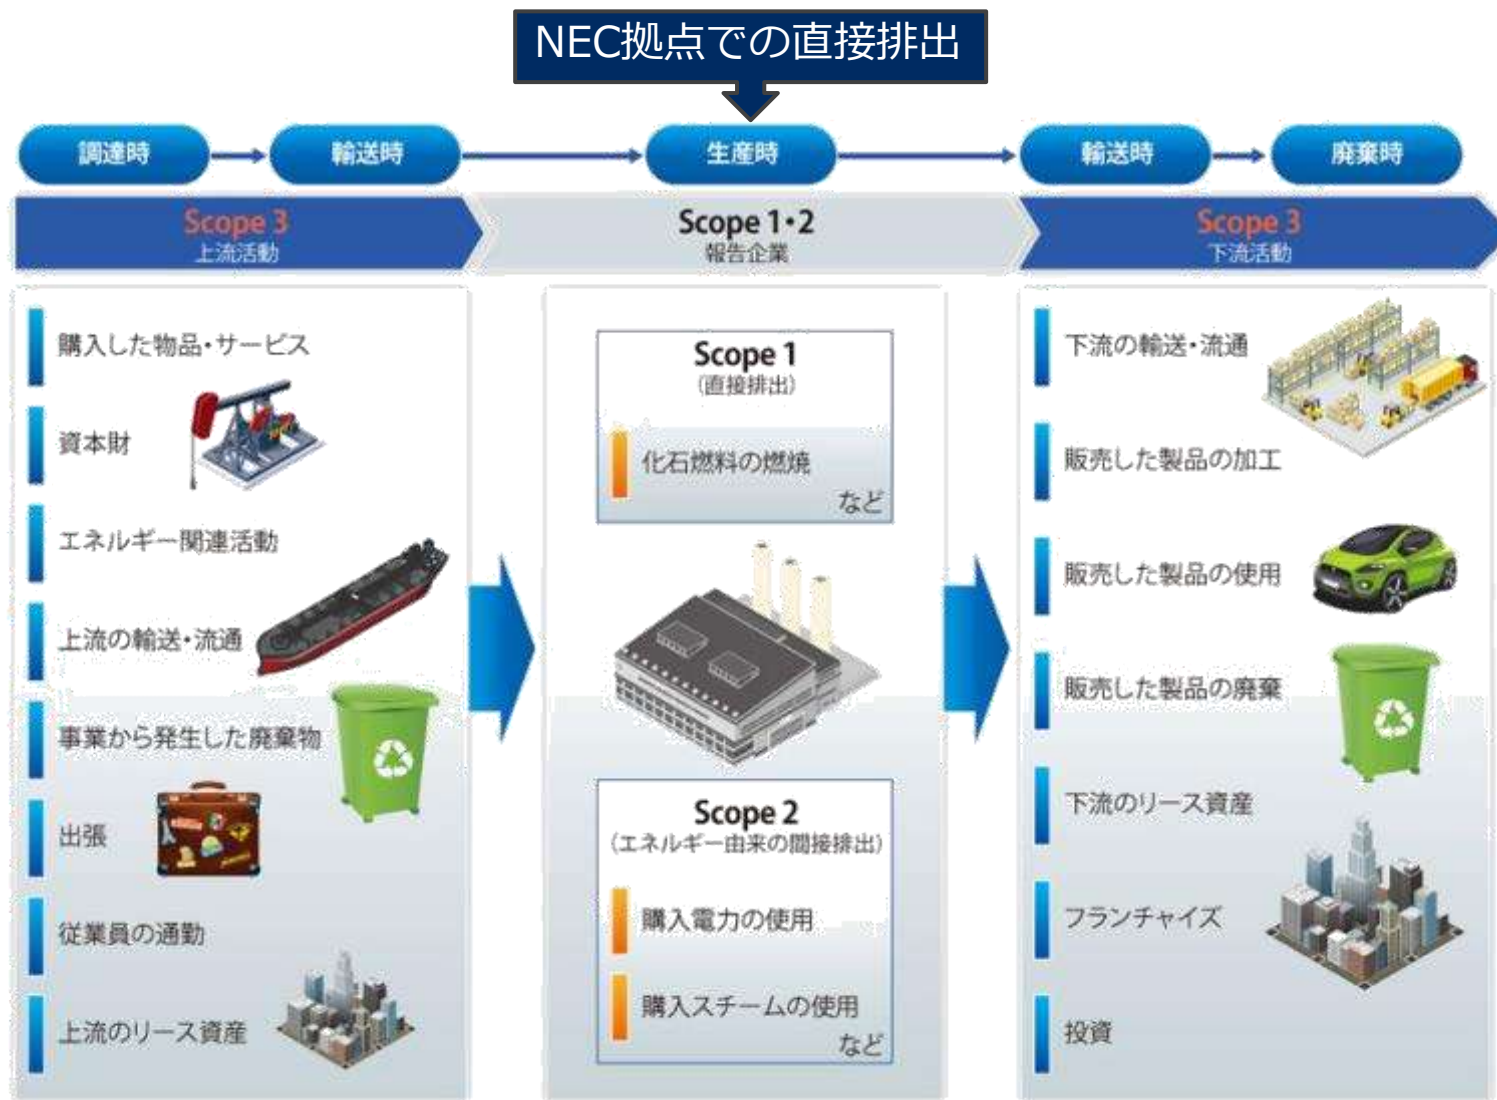 NEC拠点での直接排出
調達時
輸送時
生産時
輸送時
廃棄時
Scope 3
上流活動
Scope 1・2
報告企業
Scope 3
下流活動
購入した物品・サービス
資本財
エネルギー関連活動
上流の輸送・流通
事業から発生した廃棄物
出張
従業員の通勤
上流のリース資産
Scope 1
(直接排出)
化石燃料の燃焼
など
Scope 2
(エネルギー由来の間接排出)
購入電力の使用
購入スチームの使用
など
下流の輸送・流通
販売した製品の加工
販売した製品の使用
販売した製品の廃棄
下流のリース資産
フランチャイズ
投資